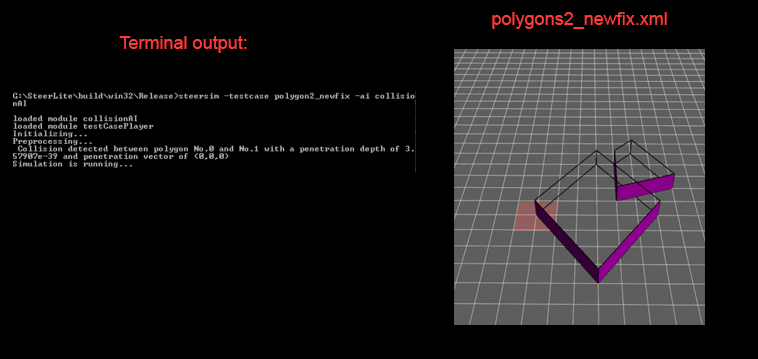 polygons2_newfix.xml
Terminal output:
G:\SteerLite\build\win32\Release>steersim -testcase polygon2_newfix -ai collisio
nAI
loaded module collisionAI
loaded module testCasePlayer
Initializing...
Preprocessing...
Collision detected between polygon No.0 and No.1 with a penetration depth of 3.
57907e-39 and penetration vector of (0,0,0)
Simulation is running...